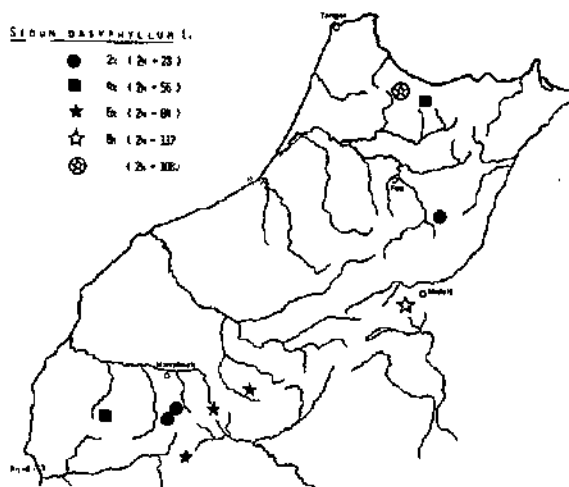 SEDUM DASYPHYLLUM L.
Tanger
2x ( 2n = 28 )
4x ( 2n = 56 )
6x ( 2n = 84 )
8x ( 2n =
( 2n = 108 )
Fes
Midelt
Marrakech